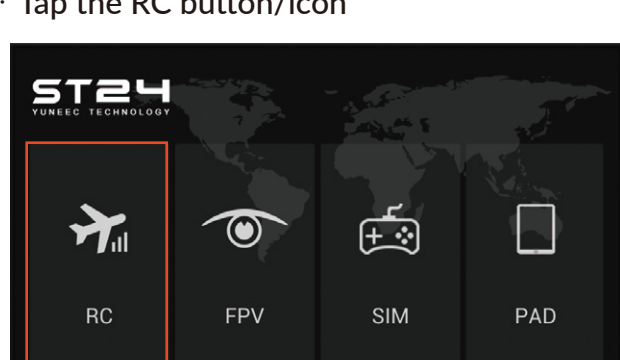 · Tap the RC button/icon
ST24
YUNEEC TECHNOLOGY
RC FPV SIM PAD